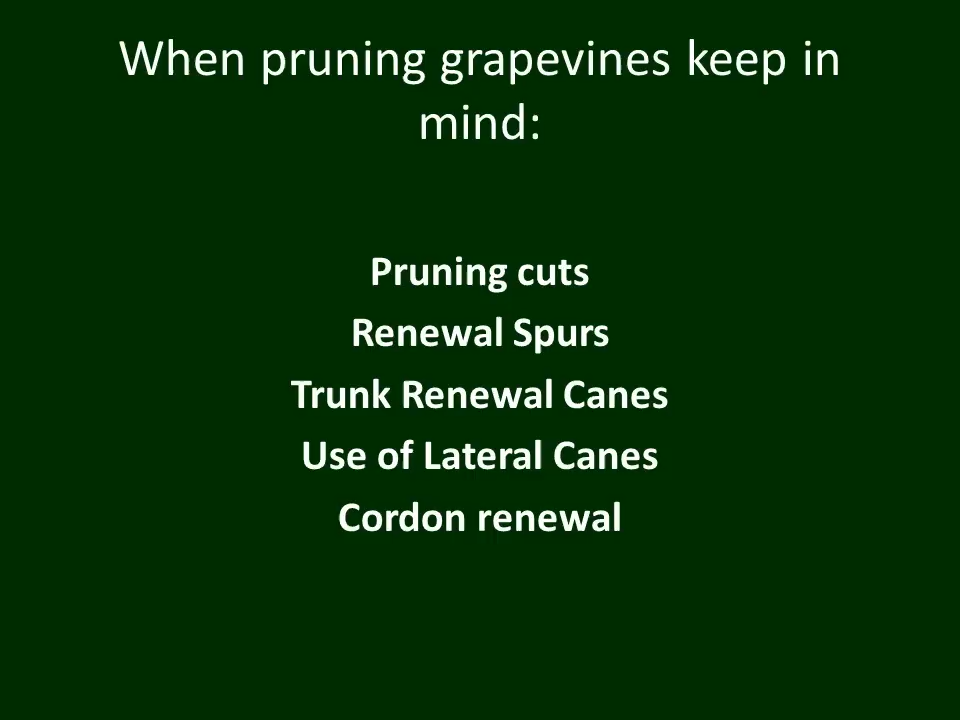 When pruning grapevines keep in
mind:
Pruning cuts
Renewal Spurs
Trunk Renewal Canes
Use of Lateral Canes
Cordon renewal